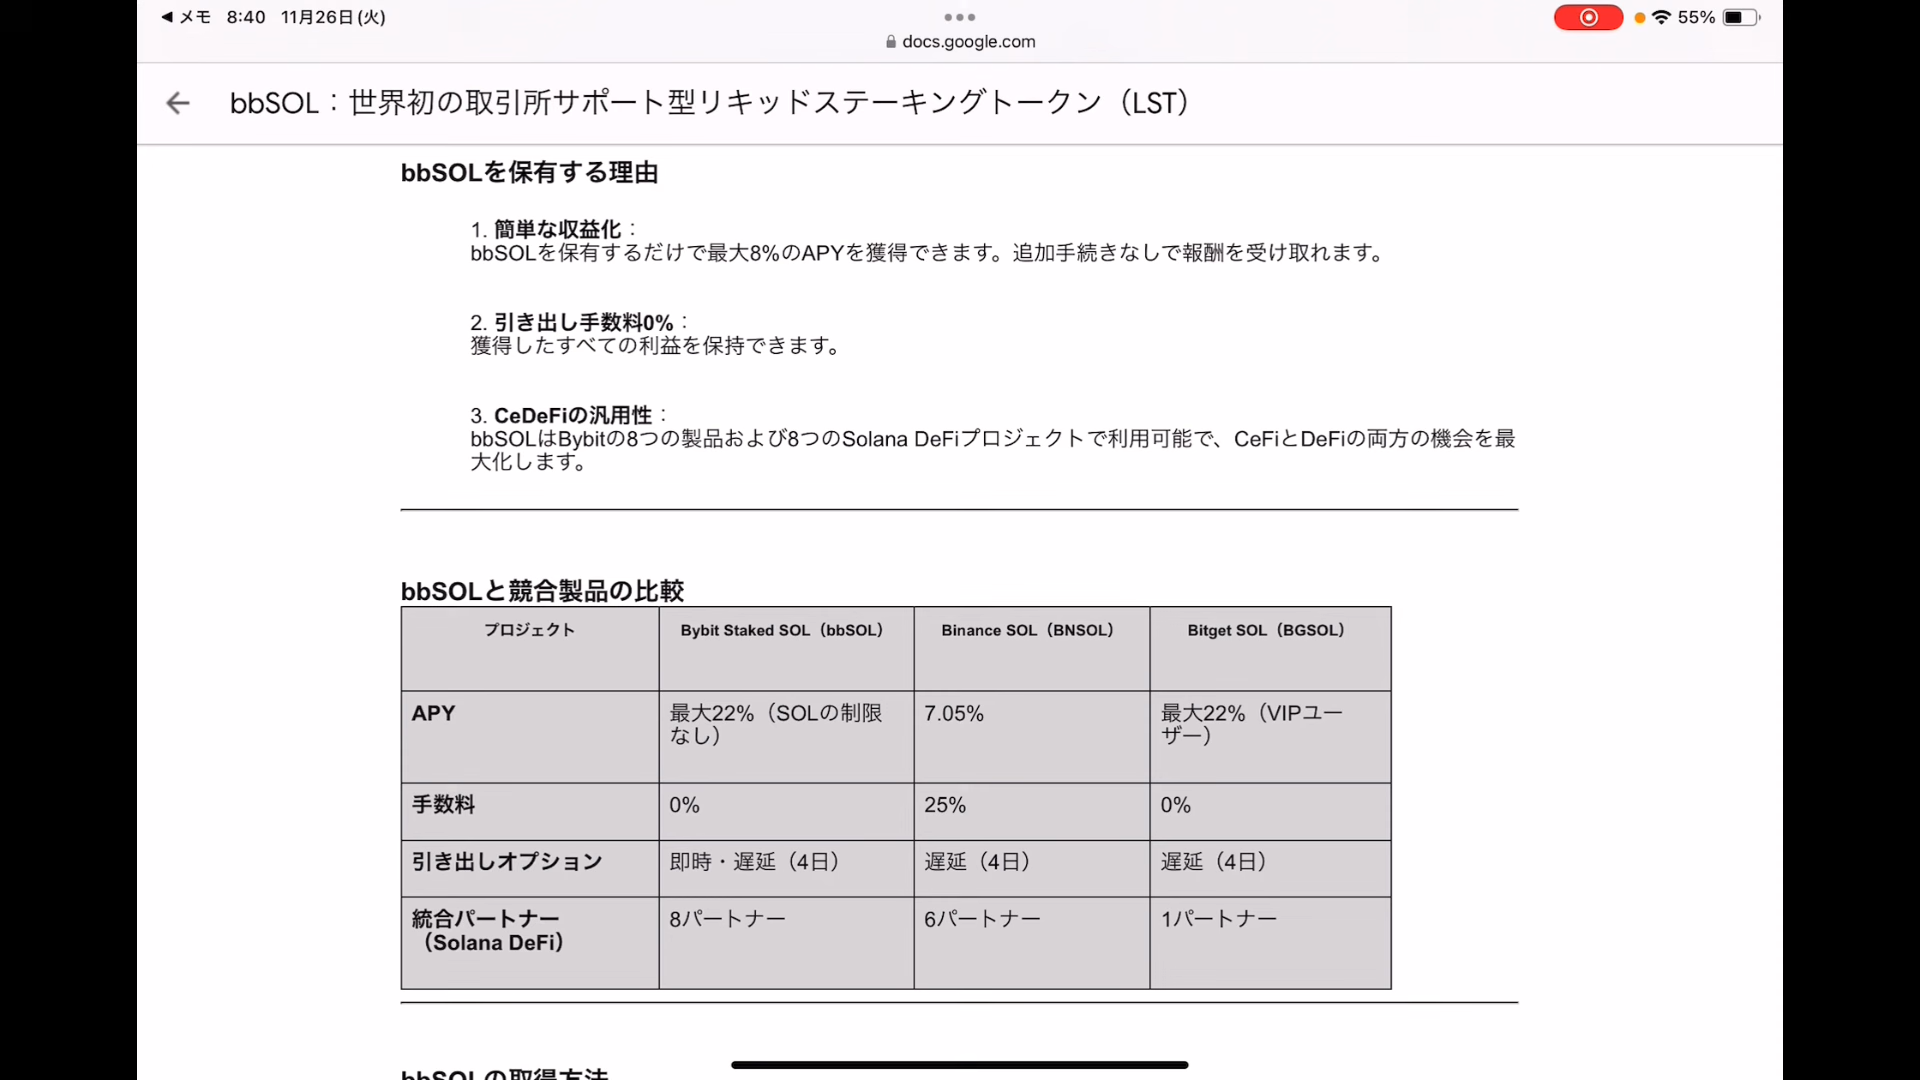 ◀ メモ 8:40 11月26日(火)
55%
docs.google.com
bbSOL：世界初の取引所サポート型リキッドステーキングトークン（LST）
bbSOLを保有する理由
1. 簡単な収益化：
bbSOLを保有するだけで最大8%のAPYを獲得できます。追加手続きなしで報酬を受け取れます。
2. 引き出し手数料0%：
獲得したすべての利益を保持できます。
3. CeDeFiの汎用性：
bbSOLはBybitの8つの製品および8つのSolana DeFiプロジェクトで利用可能で、CeFiとDeFiの両方の機会を最
大化します。
bbSOLと競合製品の比較
プロジェクト Bybit Staked SOL（bbSOL） Binance SOL（BNSOL） Bitget SOL（BGSOL）
APY 最大22%（SOLの制限 7.05% 最大22%（VIPユー
なし） ザー）
手数料 0% 25% 0%
引き出しオプション 即時・遅延（4日） 遅延（4日） 遅延（4日）
統合パートナー 8パートナー 6パートナー 1パートナー
（Solana DeFi）
bbSOLの取得方法